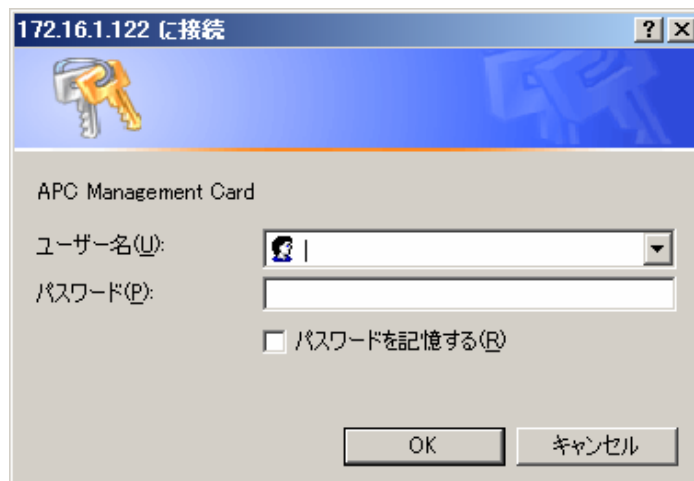 172.16.1.122 に接続
APC Management Card
ユーザー名(U):
パスワード(P):
パスワードを記憶する(R)
OK キャンセル